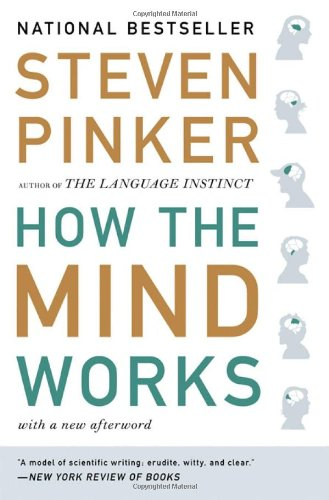 NATIONAL BESTSELLER
STEVEN
PINKER
AUTHOR OF THE LANGUAGE INSTINCT
HOW THE
MIND
WORKS
with a new afterword
"A model of scientific writing: erudite, witty, and clear."
—NEW YORK REVIEW OF BOOKS